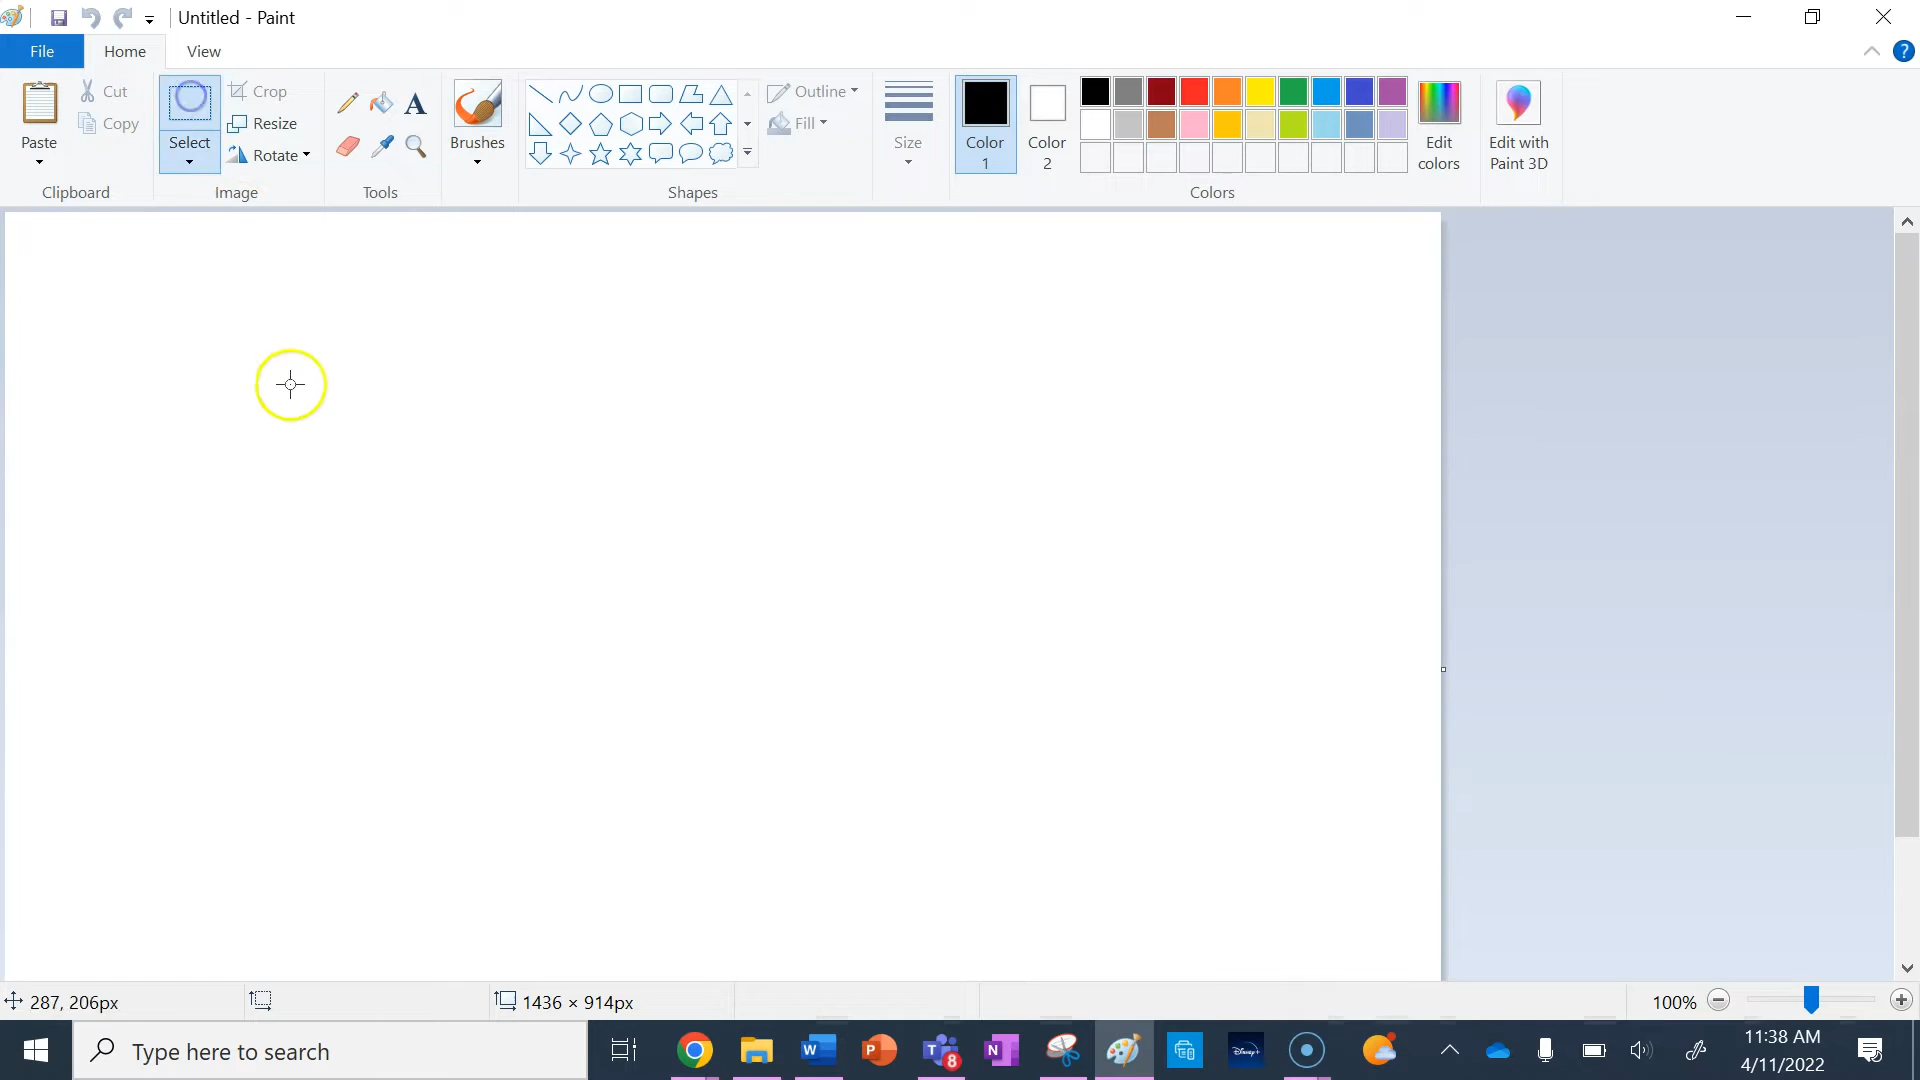 Untitled - Paint
File Home View
Paste Cut Copy Clipboard
Select Crop Resize Rotate Image
Tools
Brushes
Outline Fill Shapes
Size
Color 1 Color 2 Edit colors Colors
Edit with Paint 3D
?
287, 206px
1436 × 914px
100%
Type here to search
W
P
T
8
N
Disney+
11:38 AM
4/11/2022